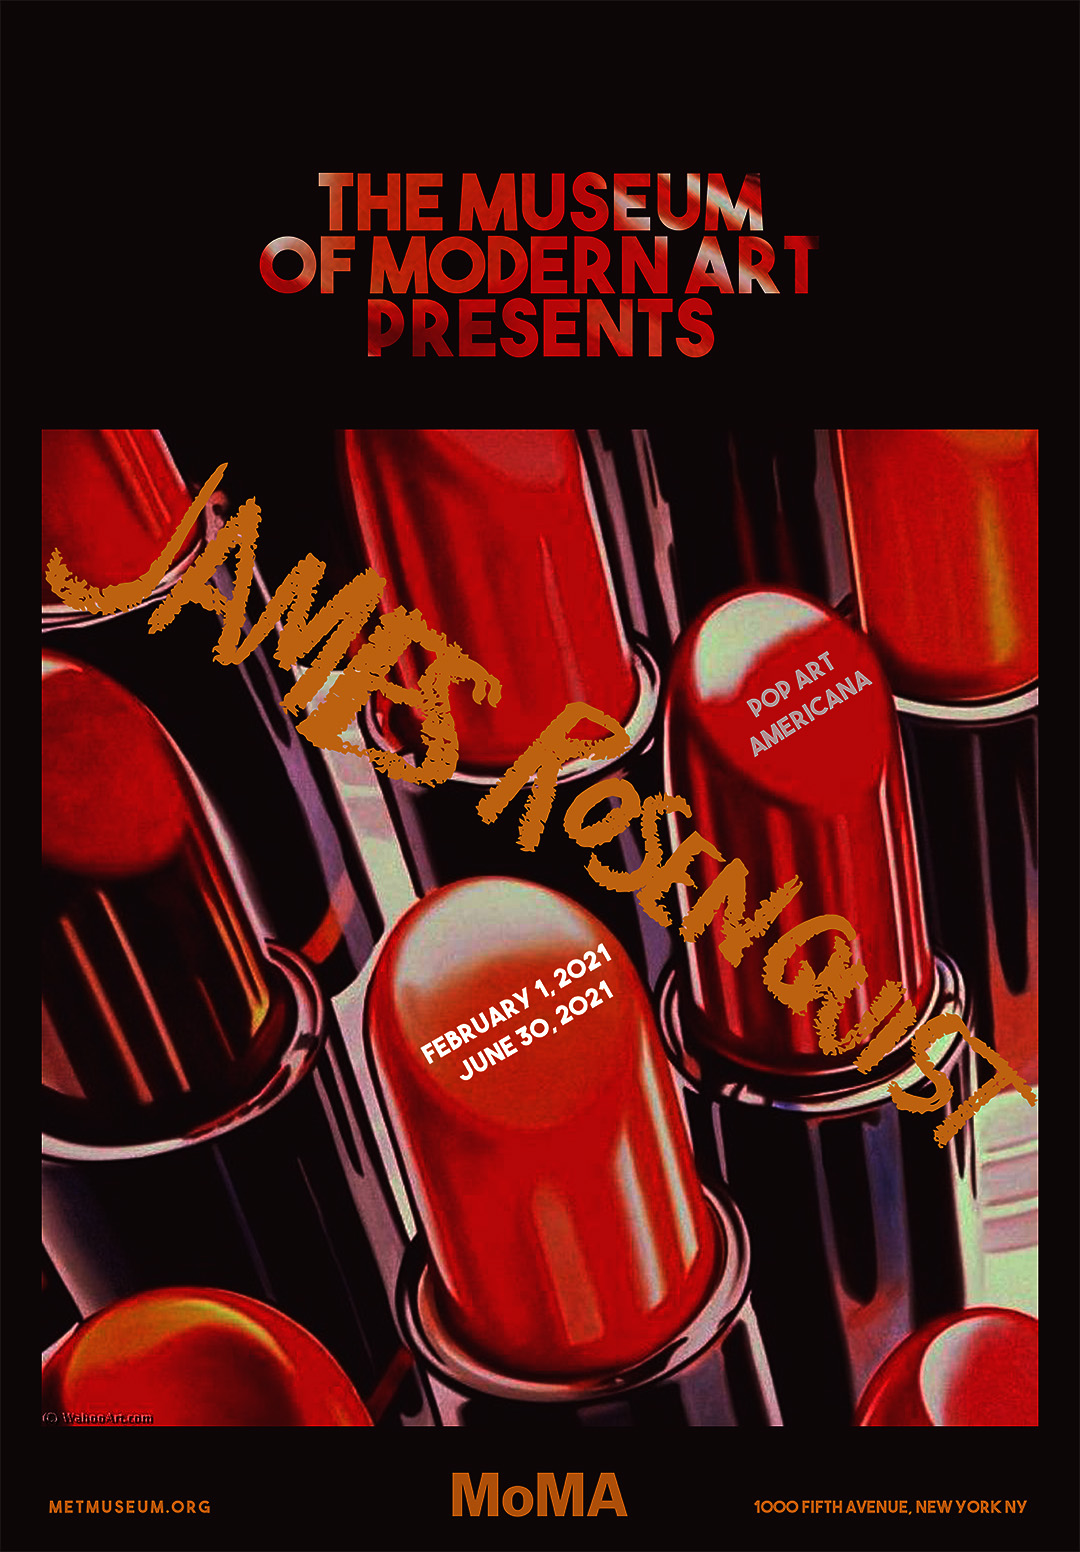 THE MUSEUM
OF MODERN ART
PRESENTS
JAMES ROSENQUIST
POP ART
AMERICANA
FEBRUARY 1, 2021
JUNE 30, 2021
(C) WahooArt.com
METMUSEUM.ORG
MoMA
1000 FIFTH AVENUE, NEW YORK NY